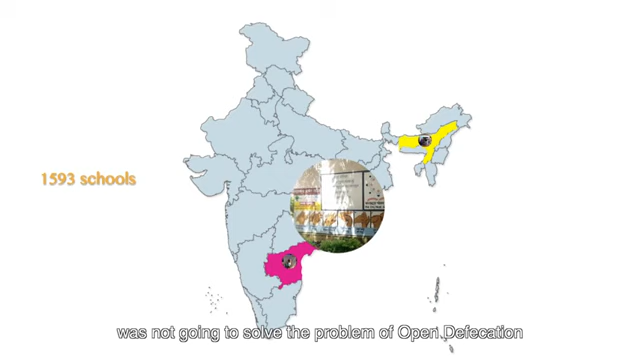 1593 schools
was not going to solve the problem of Open Defecation